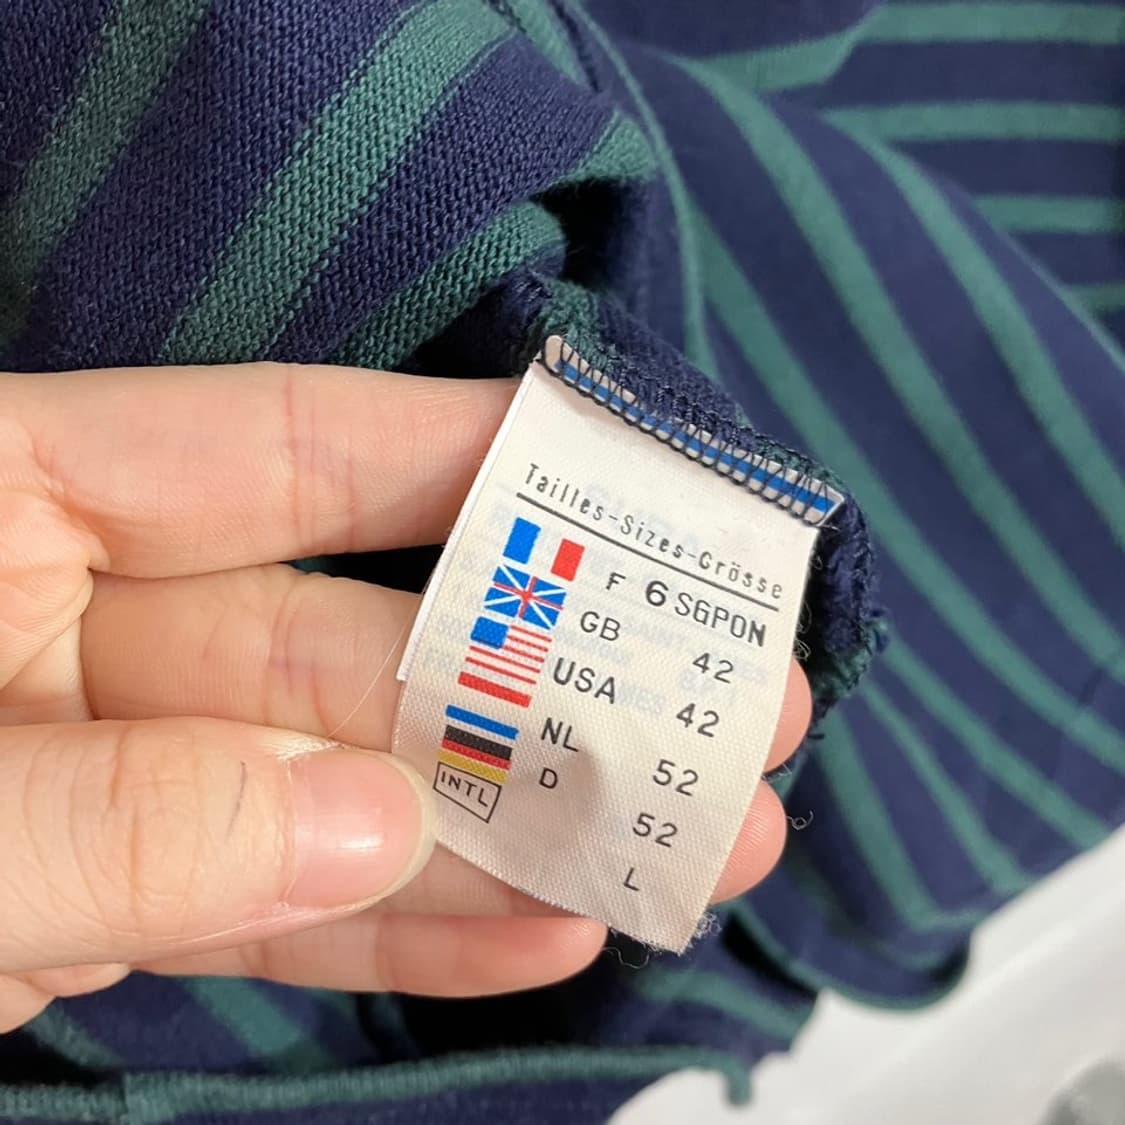 Tailles-Sizes-Grösse
F 6 SGPON
GB 42
USA 42
NL 52
D 52
INTL L